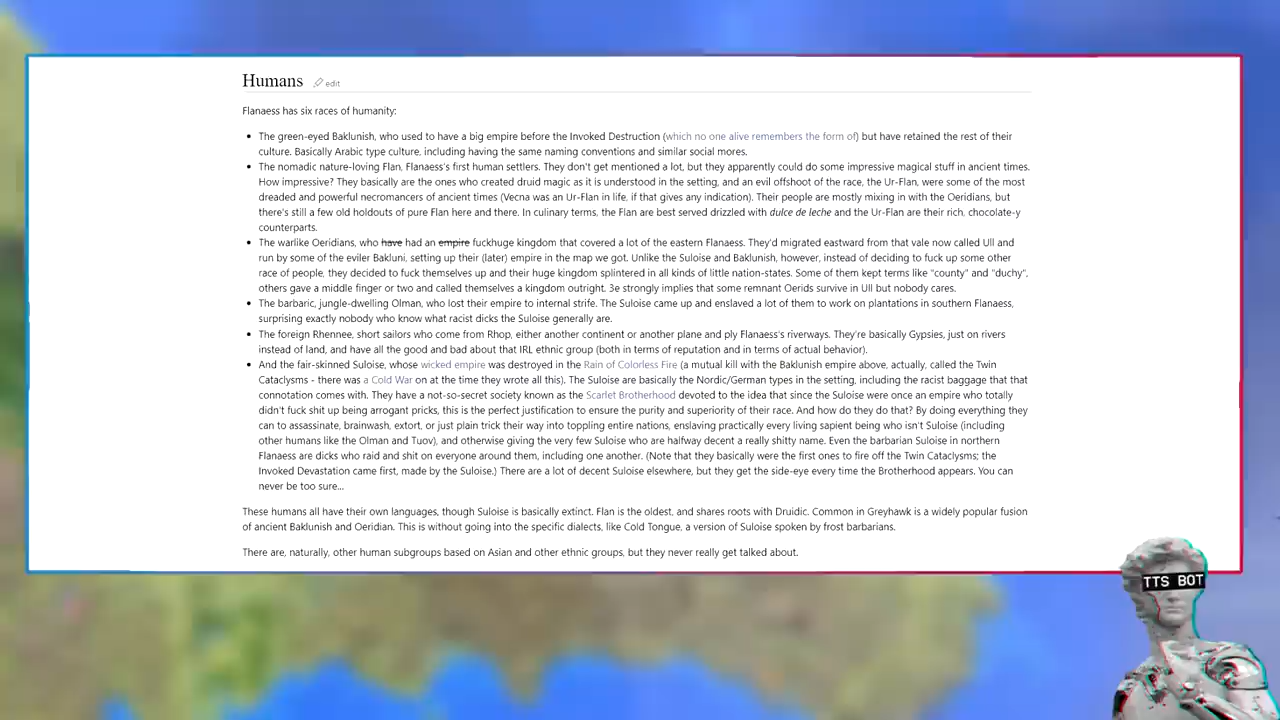 Humans edit
Flanaess has six races of humanity:
• The green-eyed Baklunish, who used to have a big empire before the Invoked Destruction (which no one alive remembers the form of) but have retained the rest of their
culture. Basically Arabic type culture, including having the same naming conventions and similar social mores.
• The nomadic nature-loving Flan, Flanaess's first human settlers. They don't get mentioned a lot, but they apparently could do some impressive magical stuff in ancient times.
How impressive? They basically are the ones who created druid magic as it is understood in the setting, and an evil offshoot of the race, the Ur-Flan, were some of the most
dreaded and powerful necromancers of ancient times (Vecna was an Ur-Flan in life, if that gives any indication). Their people are mostly mixing in with the Oeridians, but
there's still a few old holdouts of pure Flan here and there. In culinary terms, the Flan are best served drizzled with dulce de leche and the Ur-Flan are their rich, chocolate-y
counterparts.
• The warlike Oeridians, who have had an empire fuckhuge kingdom that covered a lot of the eastern Flanaess. They'd migrated eastward from that vale now called Ull and
run by some of the eviler Bakluni, setting up their (later) empire in the map we got. Unlike the Suloise and Baklunish, however, instead of deciding to fuck up some other
race of people, they decided to fuck themselves up and their huge kingdom splintered in all kinds of little nation-states. Some of them kept terms like "county" and "duchy",
others gave a middle finger or two and called themselves a kingdom outright. 3e strongly implies that some remnant Oerids survive in Ull but nobody cares.
• The barbaric, jungle-dwelling Olman, who lost their empire to internal strife. The Suloise came up and enslaved a lot of them to work on plantations in southern Flanaess,
surprising exactly nobody who know what racist dicks the Suloise generally are.
• The foreign Rhennee, short sailors who come from Rhop, either another continent or another plane and ply Flanaess's riverways. They're basically Gypsies, just on rivers
instead of land, and have all the good and bad about that IRL ethnic group (both in terms of reputation and in terms of actual behavior).
• And the fair-skinned Suloise, whose wicked empire was destroyed in the Rain of Colorless Fire (a mutual kill with the Baklunish empire above, actually, called the Twin
Cataclysms - there was a Cold War on at the time they wrote all this). The Suloise are basically the Nordic/German types in the setting, including the racist baggage that that
connotation comes with. They have a not-so-secret society known as the Scarlet Brotherhood devoted to the idea that since the Suloise were once an empire who totally
didn't fuck shit up being arrogant pricks, this is the perfect justification to ensure the purity and superiority of their race. And how do they do that? By doing everything they
can to assassinate, brainwash, extort, or just plain trick their way into toppling entire nations, enslaving practically every living sapient being who isn't Suloise (including
other humans like the Olman and Tuov), and otherwise giving the very few Suloise who are halfway decent a really shitty name. Even the barbarian Suloise in northern
Flanaess are dicks who raid and shit on everyone around them, including one another. (Note that they basically were the first ones to fire off the Twin Cataclysms; the
Invoked Devastation came first, made by the Suloise.) There are a lot of decent Suloise elsewhere, but they get the side-eye every time the Brotherhood appears. You can
never be too sure...
These humans all have their own languages, though Suloise is basically extinct. Flan is the oldest, and shares roots with Druidic. Common in Greyhawk is a widely popular fusion
of ancient Baklunish and Oeridian. This is without going into the specific dialects, like Cold Tongue, a version of Suloise spoken by frost barbarians.
There are, naturally, other human subgroups based on Asian and other ethnic groups, but they never really get talked about.
TTS BOT